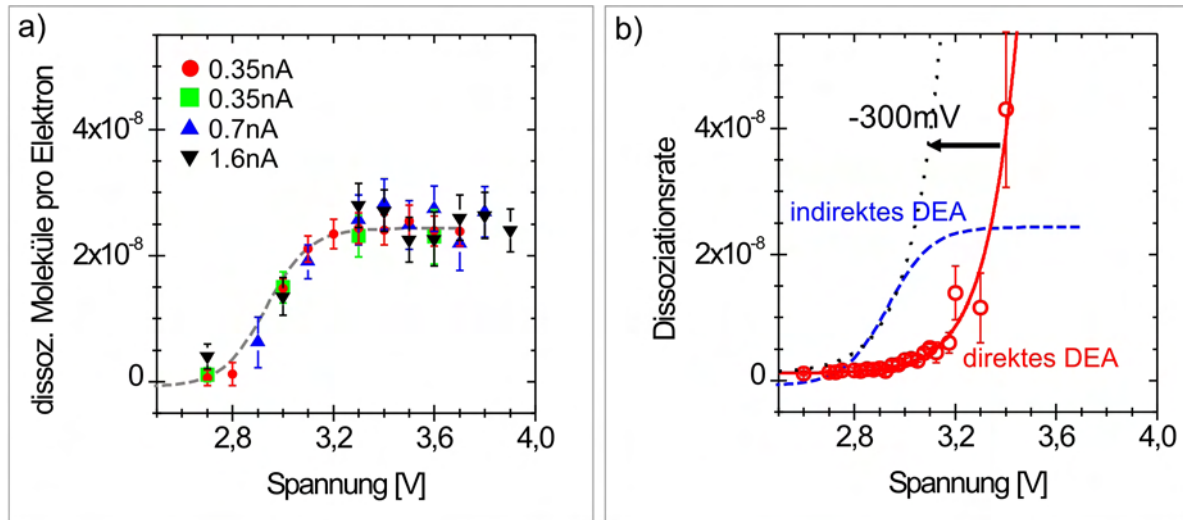 a)
0.35nA
0.35nA
0.7nA
1.6nA
dissoz. Moleküle pro Elektron
4x10⁻⁸
2x10⁻⁸
0
2,8 3,2 3,6 4,0
Spannung [V]
b)
-300mV
indirektes DEA
direktes DEA
Dissoziationsrate
4x10⁻⁸
2x10⁻⁸
0
2,8 3,2 3,6 4,0
Spannung [V]